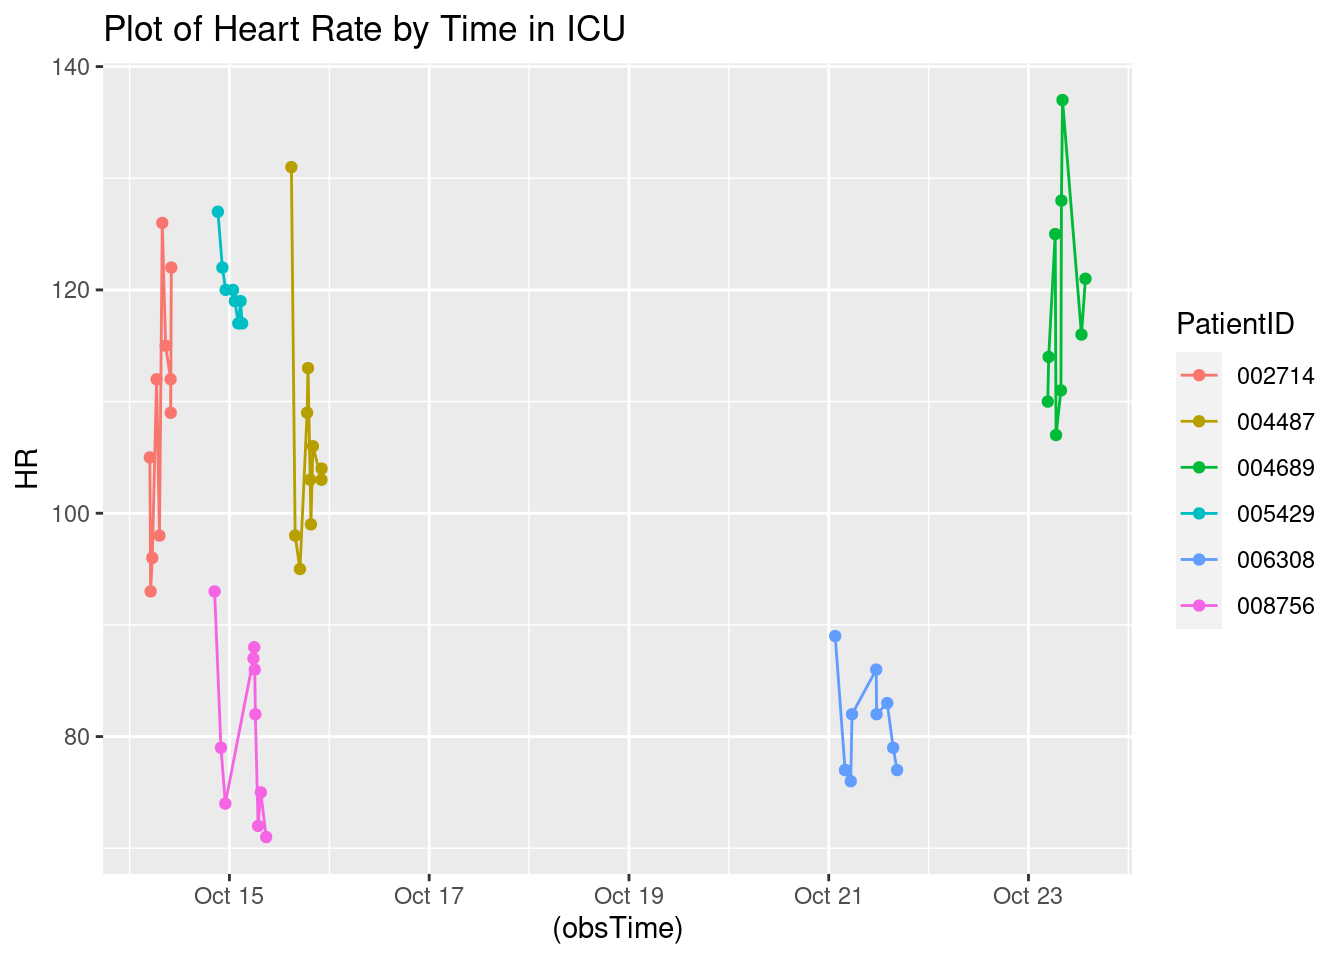 Plot of Heart Rate by Time in ICU
140
120
100
80
HR
Oct 15
Oct 17
Oct 19
Oct 21
Oct 23
(obsTime)
PatientID
002714
004487
004689
005429
006308
008756